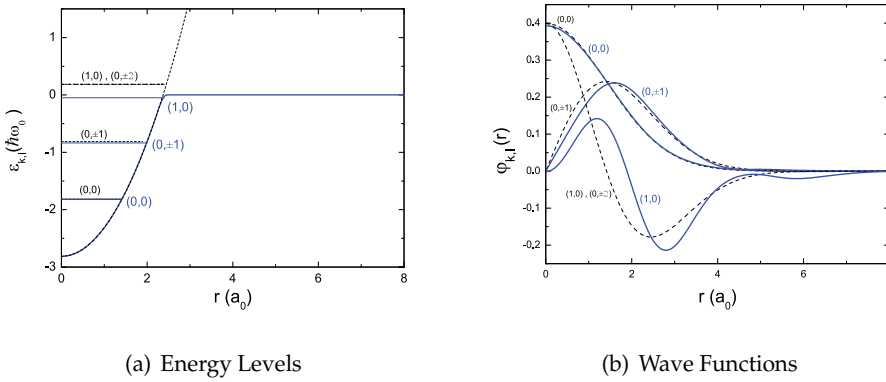 1
0
-1
-2
-3
ε_{k,l}(ħω_0)
(1,0) , (0,±2)
(1,0)
(0,±1)
(0,±1)
(0,0)
(0,0)
0 2 4 6 8
r (a_0)
(a) Energy Levels
0.4
0.3
0.2
0.1
0.0
-0,1
-0,2
φ_{k,l}(r)
(0,0)
(0,0)
(0,±1)
(0,±1)
(1,0) , (0,±2)
(1,0)
0 2 4 6
r (a_0)
(b) Wave Functions